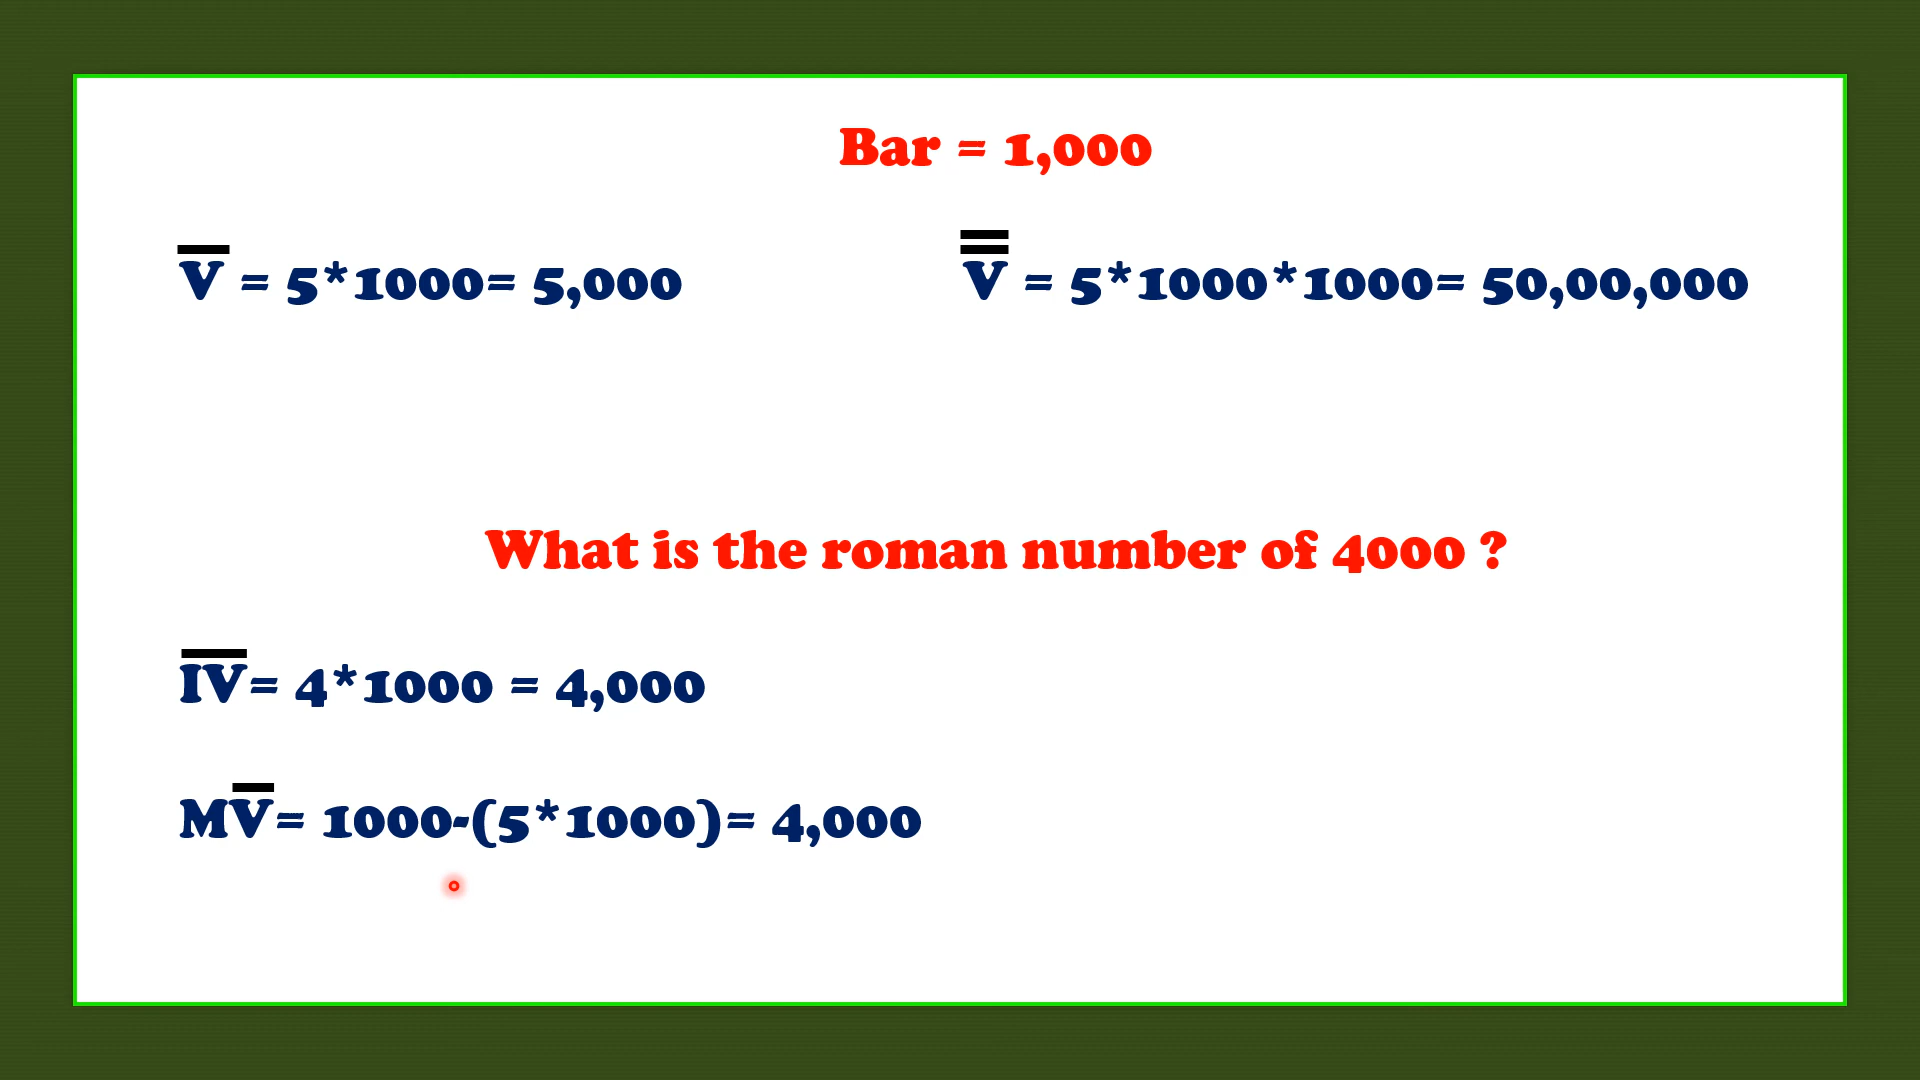 Bar = 1,000
V̅ = 5*1000= 5,000
V̿ = 5*1000*1000= 50,00,000
What is the roman number of 4000 ?
I̅V̅= 4*1000 = 4,000
MV̅= 1000-(5*1000)= 4,000